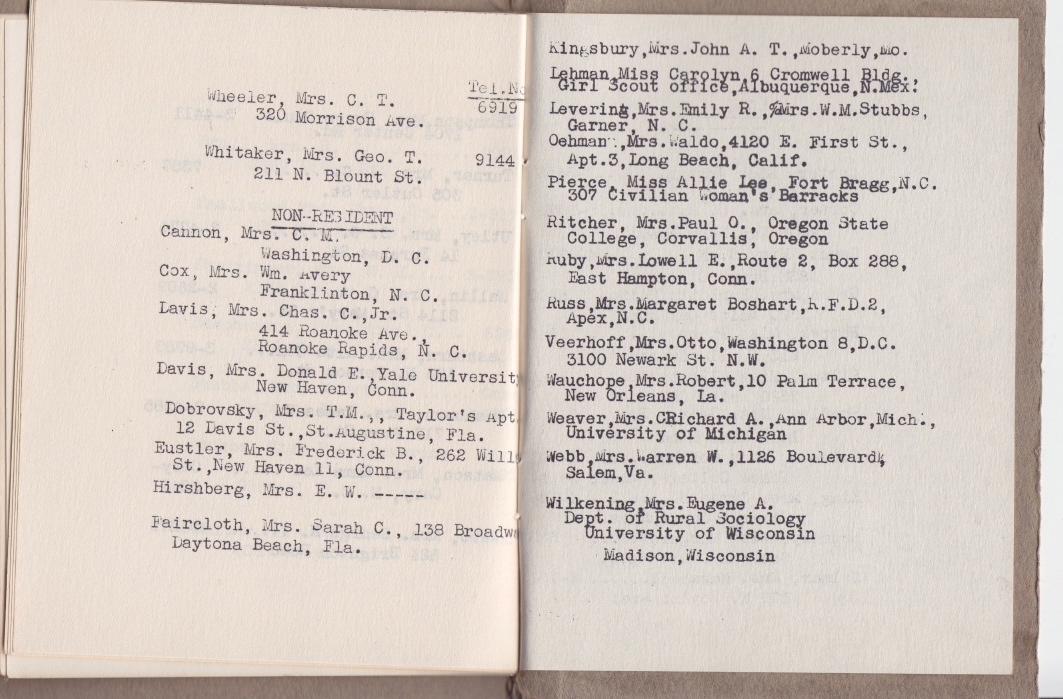 Tel.No
Wheeler, Mrs. C. T. 6919
320 Morrison Ave.
Whitaker, Mrs. Geo. T. 9144
211 N. Blount St.
NON-RESIDENT
Cannon, Mrs. C. M.
Washington, D. C.
Cox, Mrs. Wm. Avery
Franklinton, N. C.
Davis, Mrs. Chas. C.,Jr.
414 Roanoke Ave.,
Roanoke Rapids, N. C.
Davis, Mrs. Donald E.,Yale Universit
New Haven, Conn.
Dobrovsky, Mrs. T.M.,, Taylor's Apt
12 Davis St.,St.Augustine, Fla.
Eustler, Mrs. Frederick B., 262 Will
St.,New Haven 11, Conn.
Hirshberg, Mrs. E. W. -----
Faircloth, Mrs. Sarah C., 138 Broadw
Daytona Beach, Fla.
Kingsbury,Mrs.John A. T.,Moberly,Mo.
Lehman,Miss Carolyn,6 Cromwell Bldg.,
Girl Scout office,Albuquerque,N.Mex.
Levering,Mrs.Emily R.,%Mrs.W.M.Stubbs,
Garner, N. C.
Oehman,,Mrs.Waldo,4120 E. First St.,
Apt.3,Long Beach, Calif.
Pierce, Miss Allie Lee, Fort Bragg,N.C.
307 Civilian Woman's Barracks
Ritcher, Mrs.Paul O., Oregon State
College, Corvallis, Oregon
Ruby,Mrs.Lowell E.,Route 2, Box 288,
East Hampton, Conn.
Russ,Mrs.Margaret Boshart,R.F.D.2,
Apex,N.C.
Veerhoff,Mrs.Otto,Washington 8,D.C.
3100 Newark St. N.W.
Wauchope,Mrs.Robert,10 Palm Terrace,
New Orleans, La.
Weaver,Mrs.CRichard A.,Ann Arbor,Mich.,
University of Michigan
Webb,Mrs.Warren W.,1126 Boulevard,
Salem,Va.
Wilkening,Mrs.Eugene A.
Dept. of Rural Sociology
University of Wisconsin
Madison,Wisconsin